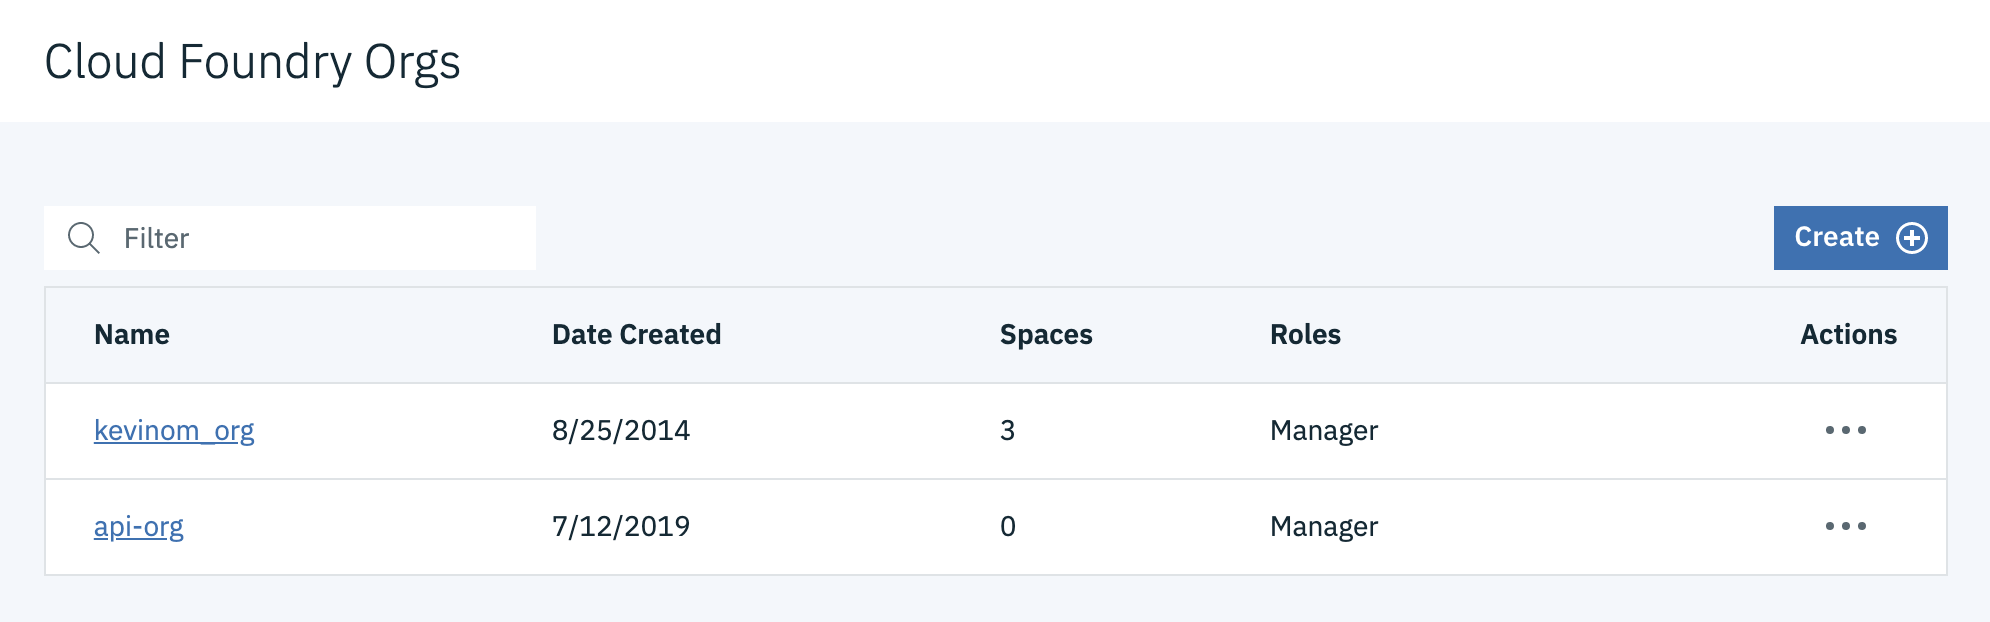 Cloud Foundry Orgs
Filter
Create
Name Date Created Spaces Roles Actions
kevinom_org 8/25/2014 3 Manager
api-org 7/12/2019 0 Manager